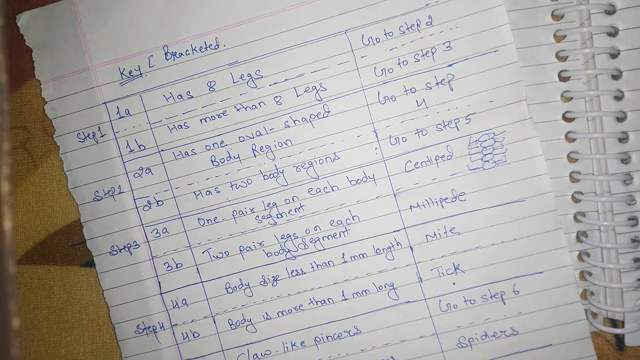 Key [ Bracketed.
Step 1 1a Has 8 Legs Go to step 2
1b Has more than 8 Legs Go to step 3
Step 2 2a Has one oval-shaped Body Region Go to step 4
2b Has two body regions Go to step 5
Step 3 3a One pair leg on each body segment Centiped
3b Two pair legs on each body segment Millipede
Step 4 4a Body Size less than 1 mm length Mite
4b Body is more than 1 mm long Tick
Claw-like pincers Go to step 6
Spiders